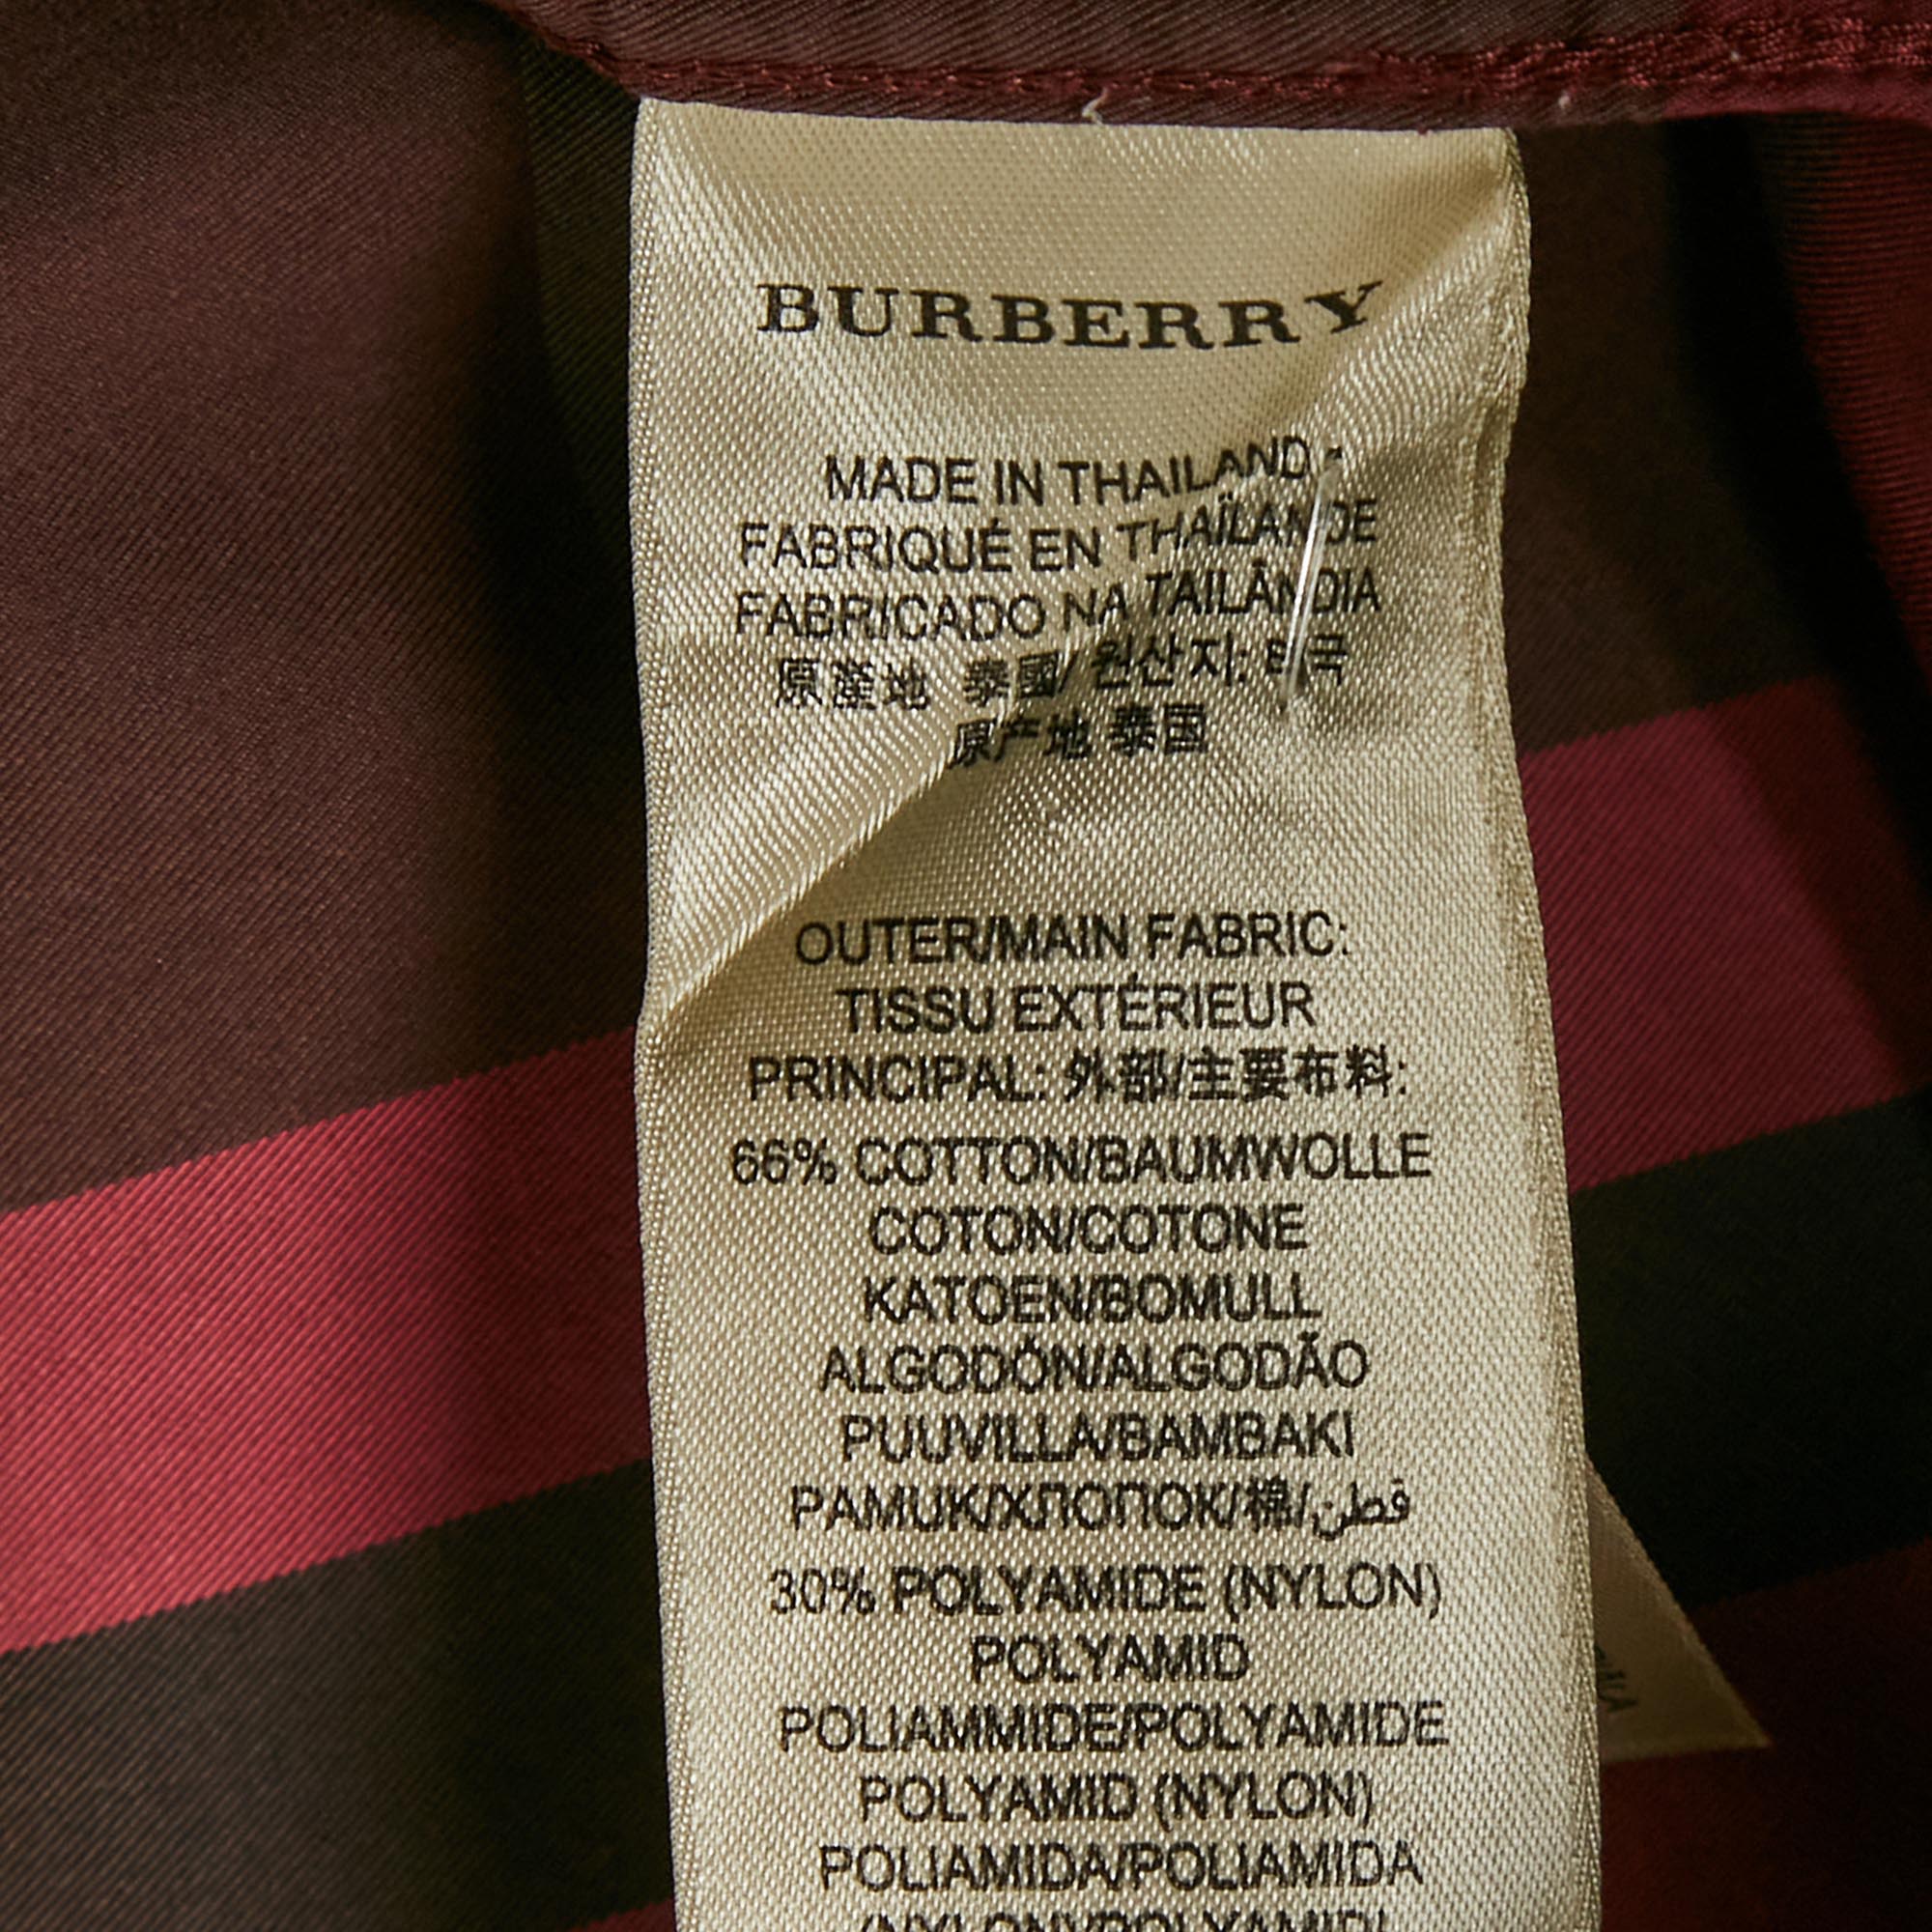 BURBERRY
MADE IN THAILAND -
FABRIQUÉ EN THAÏLANDE
FABRICADO NA TAILÂNDIA
原產地 泰國/ 원산지: 태국
原产地 泰国
OUTER/MAIN FABRIC:
TISSU EXTÉRIEUR
PRINCIPAL: 外部/主要布料:
66% COTTON/BAUMWOLLE
COTON/COTONE
KATOEN/BOMULL
ALGODÓN/ALGODÃO
PUUVILLA/BAMBAKI
PAMUK/ХЛОПОК/棉/قطن
30% POLYAMIDE (NYLON)
POLYAMID
POLIAMMIDE/POLYAMIDE
POLYAMID (NYLON)
POLIAMIDA/POLIAMIDA